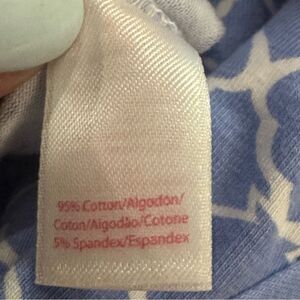 95% Cotton/Algodón/
Coton/Algodão/Cotone
5% Spandex/Espandex